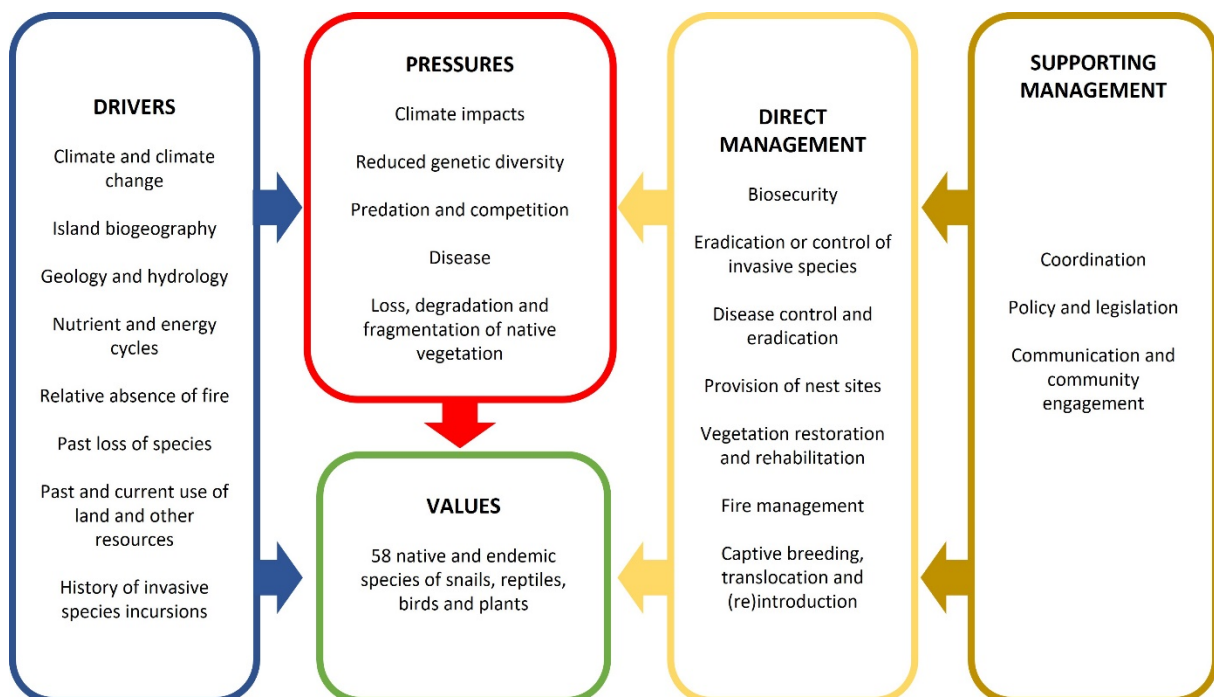 DRIVERS
Climate and climate
change
Island biogeography
Geology and hydrology
Nutrient and energy
cycles
Relative absence of fire
Past loss of species
Past and current use of
land and other
resources
History of invasive
species incursions
PRESSURES
Climate impacts
Reduced genetic diversity
Predation and competition
Disease
Loss, degradation and
fragmentation of native
vegetation
VALUES
58 native and endemic
species of snails, reptiles,
birds and plants
DIRECT
MANAGEMENT
Biosecurity
Eradication or control of
invasive species
Disease control and
eradication
Provision of nest sites
Vegetation restoration
and rehabilitation
Fire management
Captive breeding,
translocation and
(re)introduction
SUPPORTING
MANAGEMENT
Coordination
Policy and legislation
Communication and
community
engagement